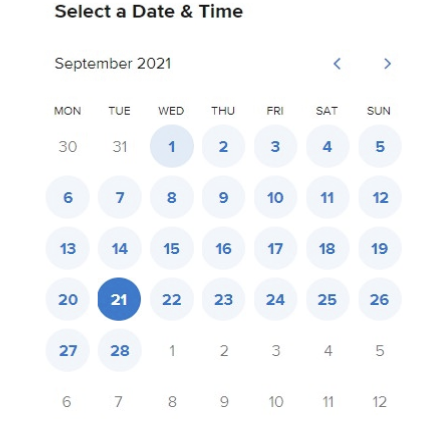 Select a Date & Time
September 2021
MON TUE WED THU FRI SAT SUN
30 31 1 2 3 4 5
6 7 8 9 10 11 12
13 14 15 16 17 18 19
20 21 22 23 24 25 26
27 28 1 2 3 4 5
6 7 8 9 10 11 12